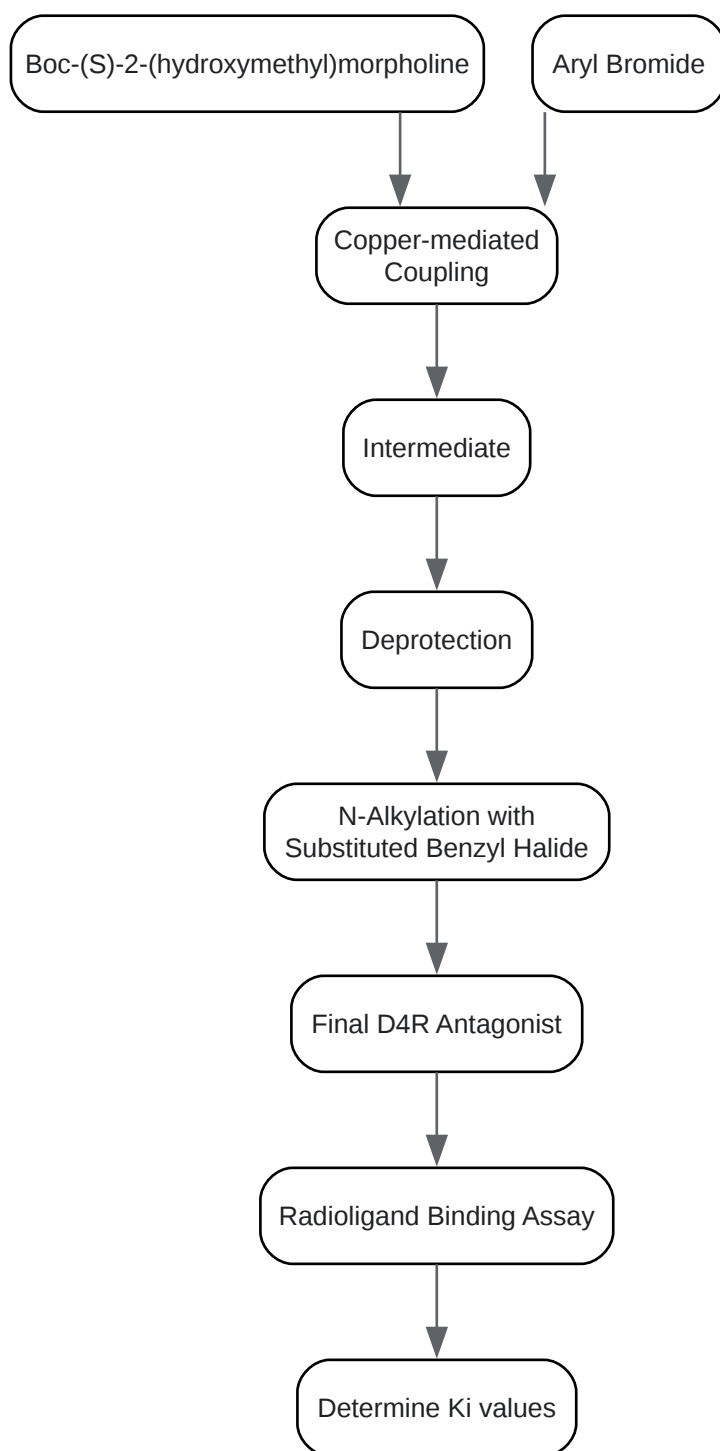 Boc-(S)-2-(hydroxymethyl)morpholine
Aryl Bromide
Copper-mediated
Coupling
Intermediate
Deprotection
N-Alkylation with
Substituted Benzyl Halide
Final D4R Antagonist
Radioligand Binding Assay
Determine Ki values